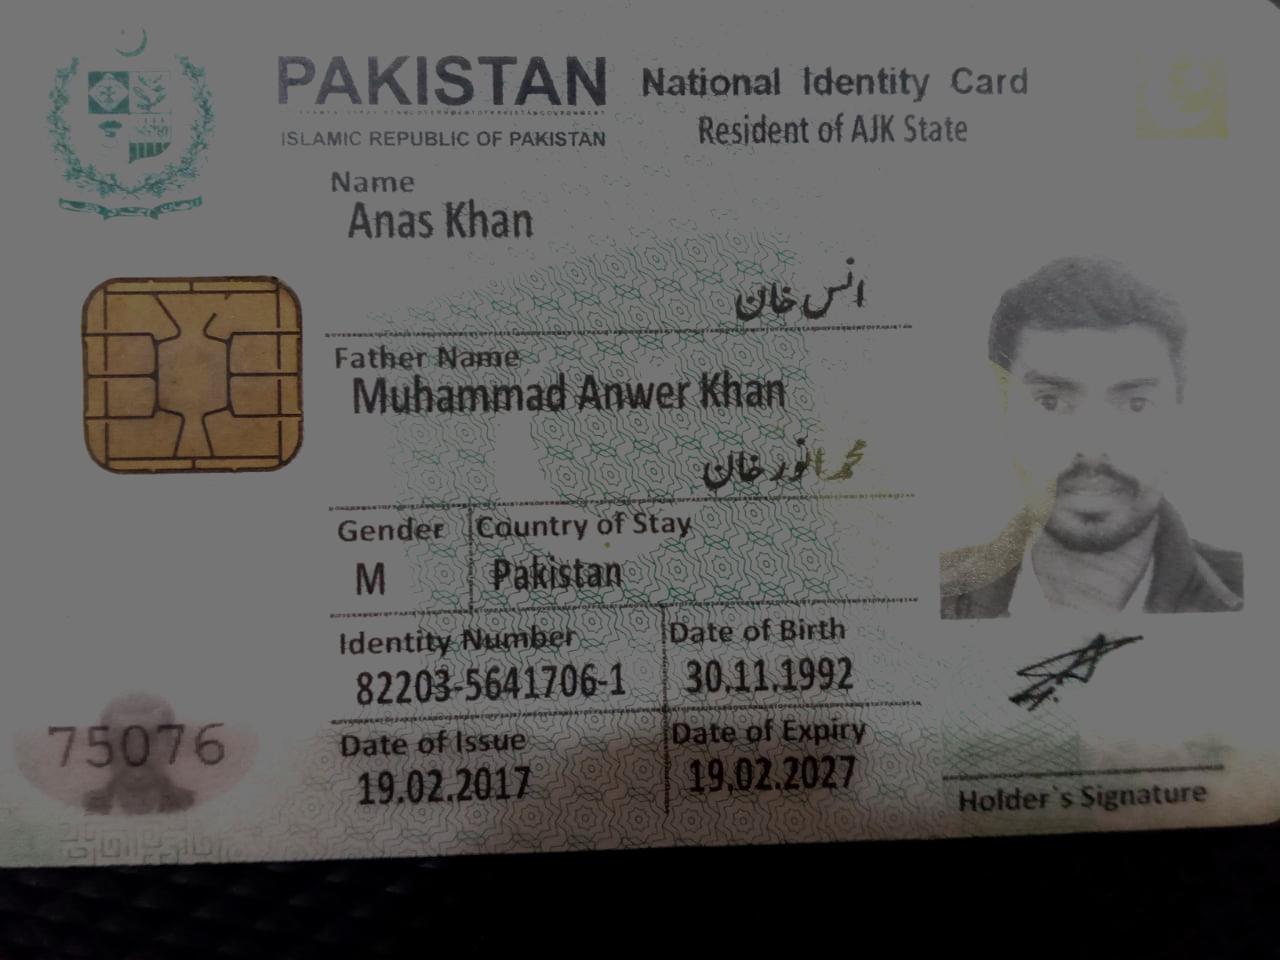 PAKISTAN National Identity Card
ISLAMIC REPUBLIC OF PAKISTAN Resident of AJK State
Name
Anas Khan
انس خان
Father Name
Muhammad Anwer Khan
محمد انور خان
Gender Country of Stay
M Pakistan
Identity Number Date of Birth
82203-5641706-1 30.11.1992
Date of Issue Date of Expiry
19.02.2017 19.02.2027
75076
Holder's Signature